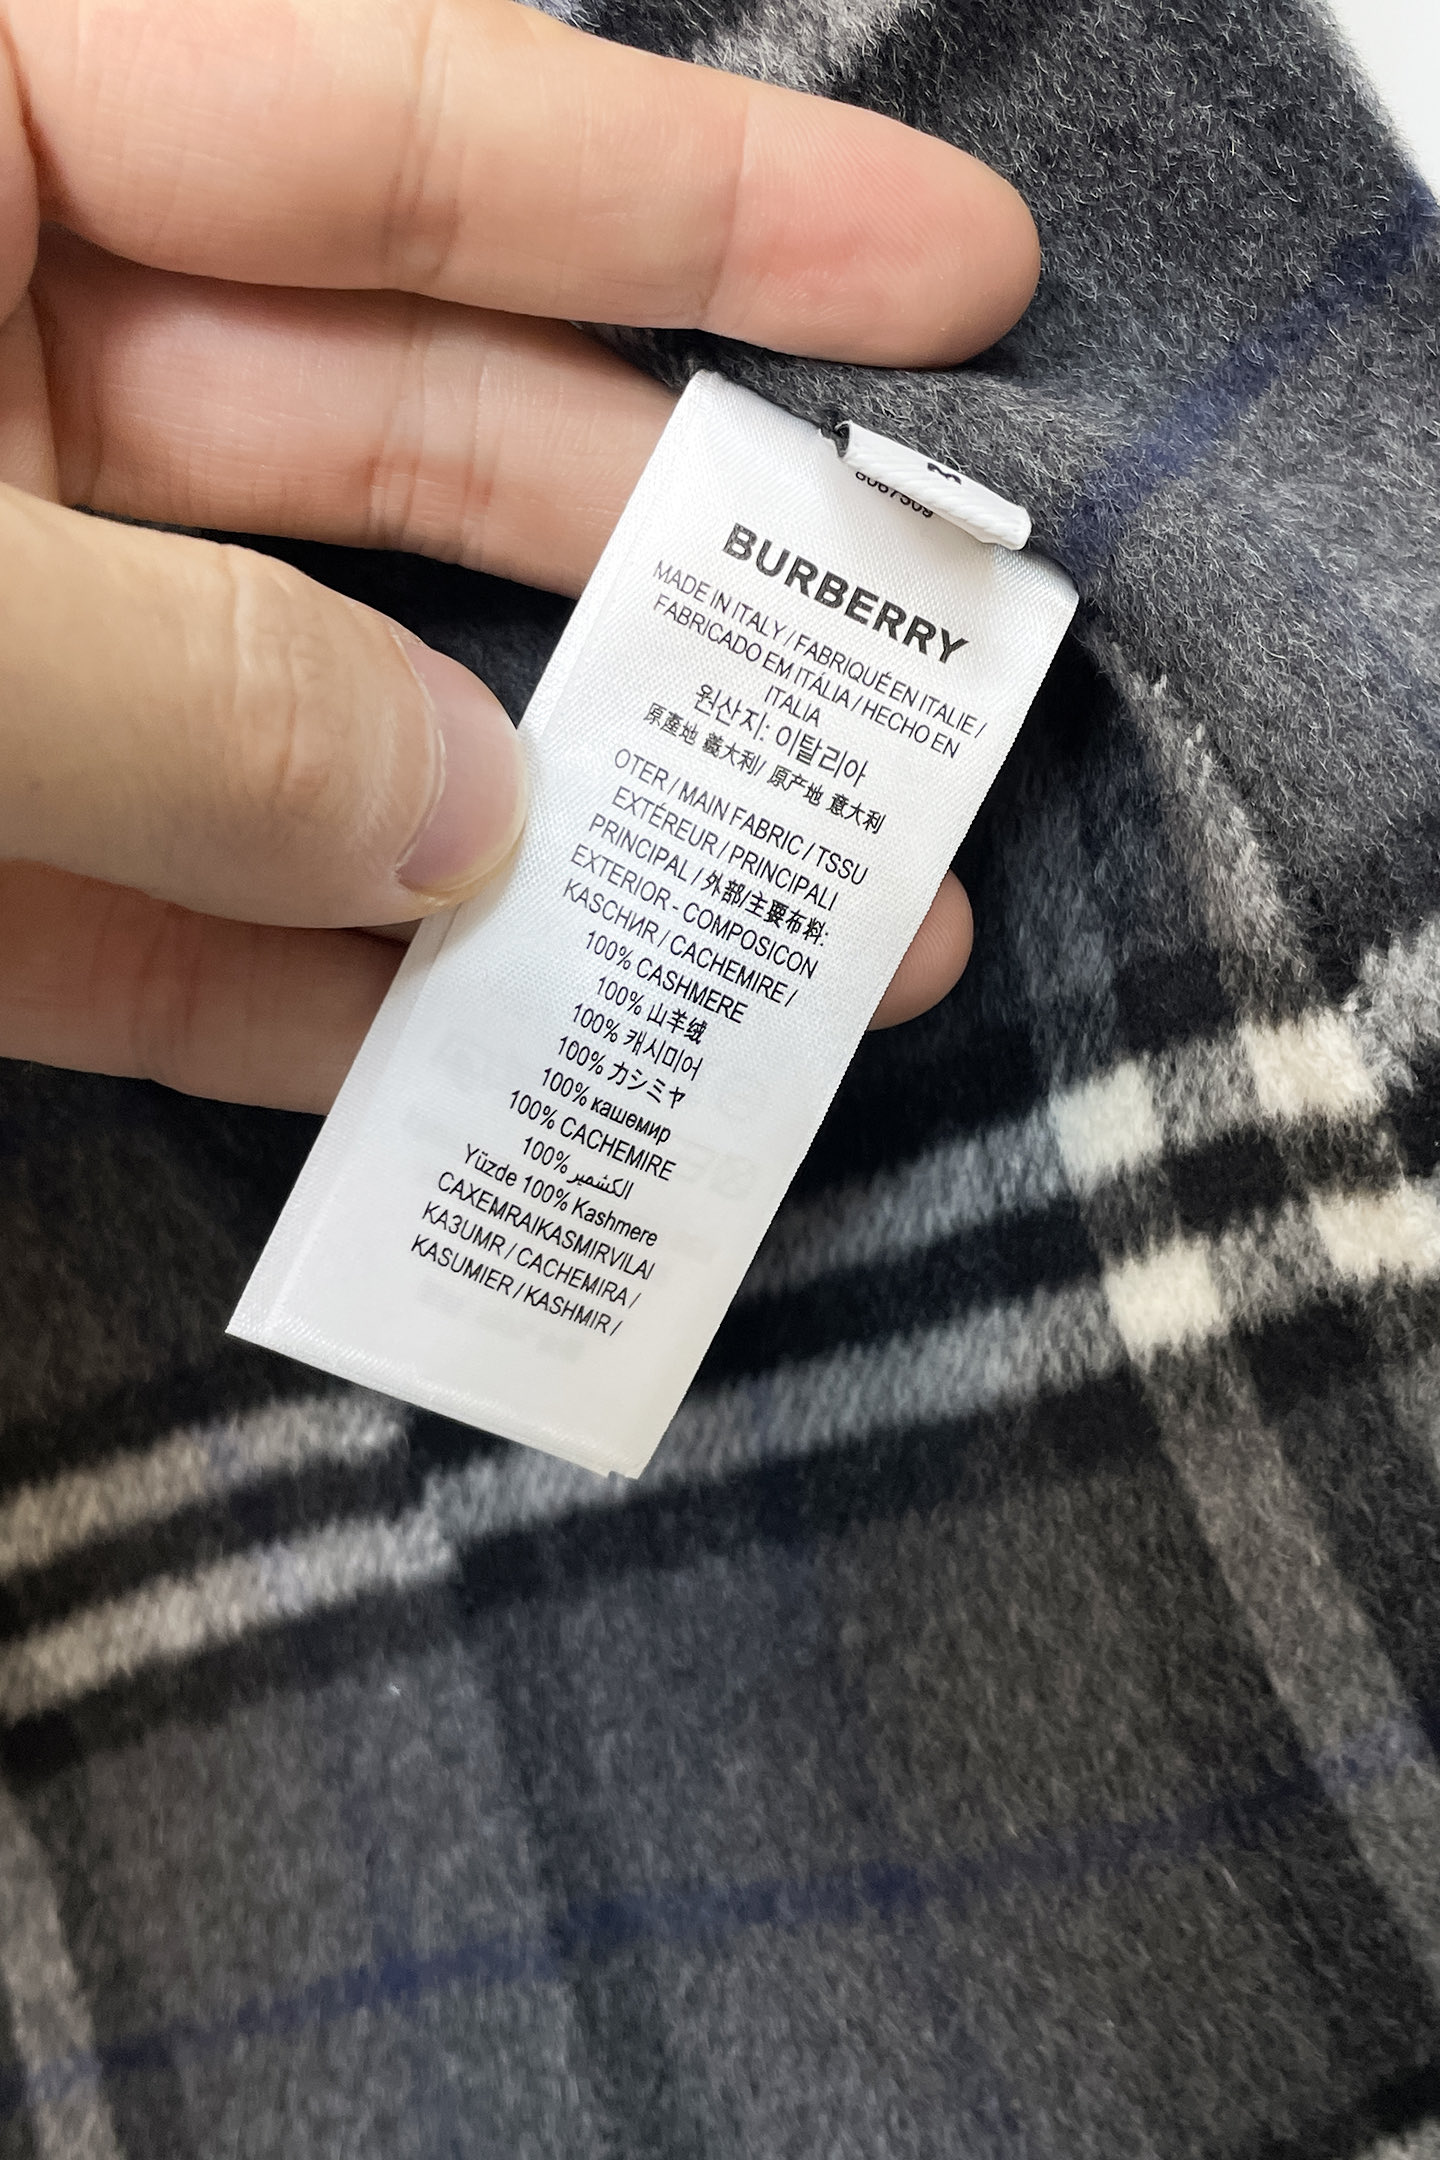 8067509
BURBERRY
MADE IN ITALY / FABRIQUÉ EN ITALIE /
FABRICADO EM ITÁLIA / HECHO EN
ITALIA
원산지: 이탈리아
原產地 義大利/ 原产地 意大利
OTER / MAIN FABRIC / TSSU
EXTÉREUR / PRINCIPALI
PRINCIPAL / 外部/主要布料:
EXTERIOR - COMPOSICON
KASCHИR / CACHEMIRE /
100% CASHMERE
100% 山羊绒
100% 캐시미어
100% カシミヤ
100% кашемир
100% CACHEMIRE
100% الكشمير
Yüzde 100% Kashmere
CAXEMRAIKASMIRVILAI
KA3UMR / CACHEMIRA /
KASUMIER / KASHMIR /